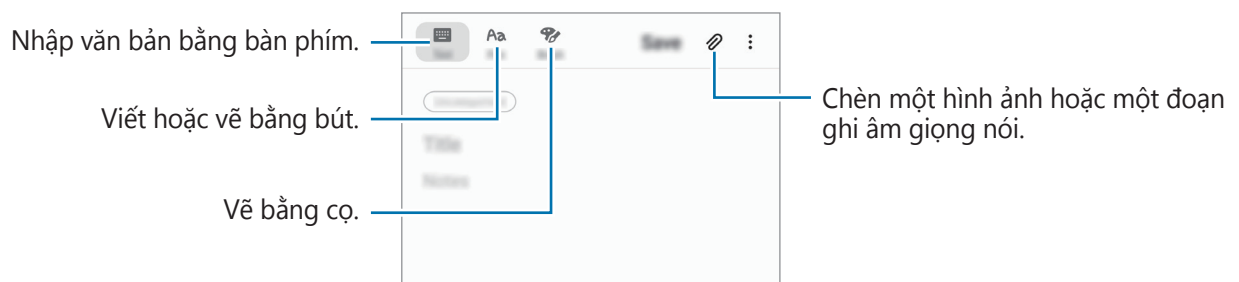 Nhập văn bản bằng bàn phím.
Aa
Save
Viết hoặc vẽ bằng bút.
Chèn một hình ảnh hoặc một đoạn
ghi âm giọng nói.
Title
Notes
Vẽ bằng cọ.